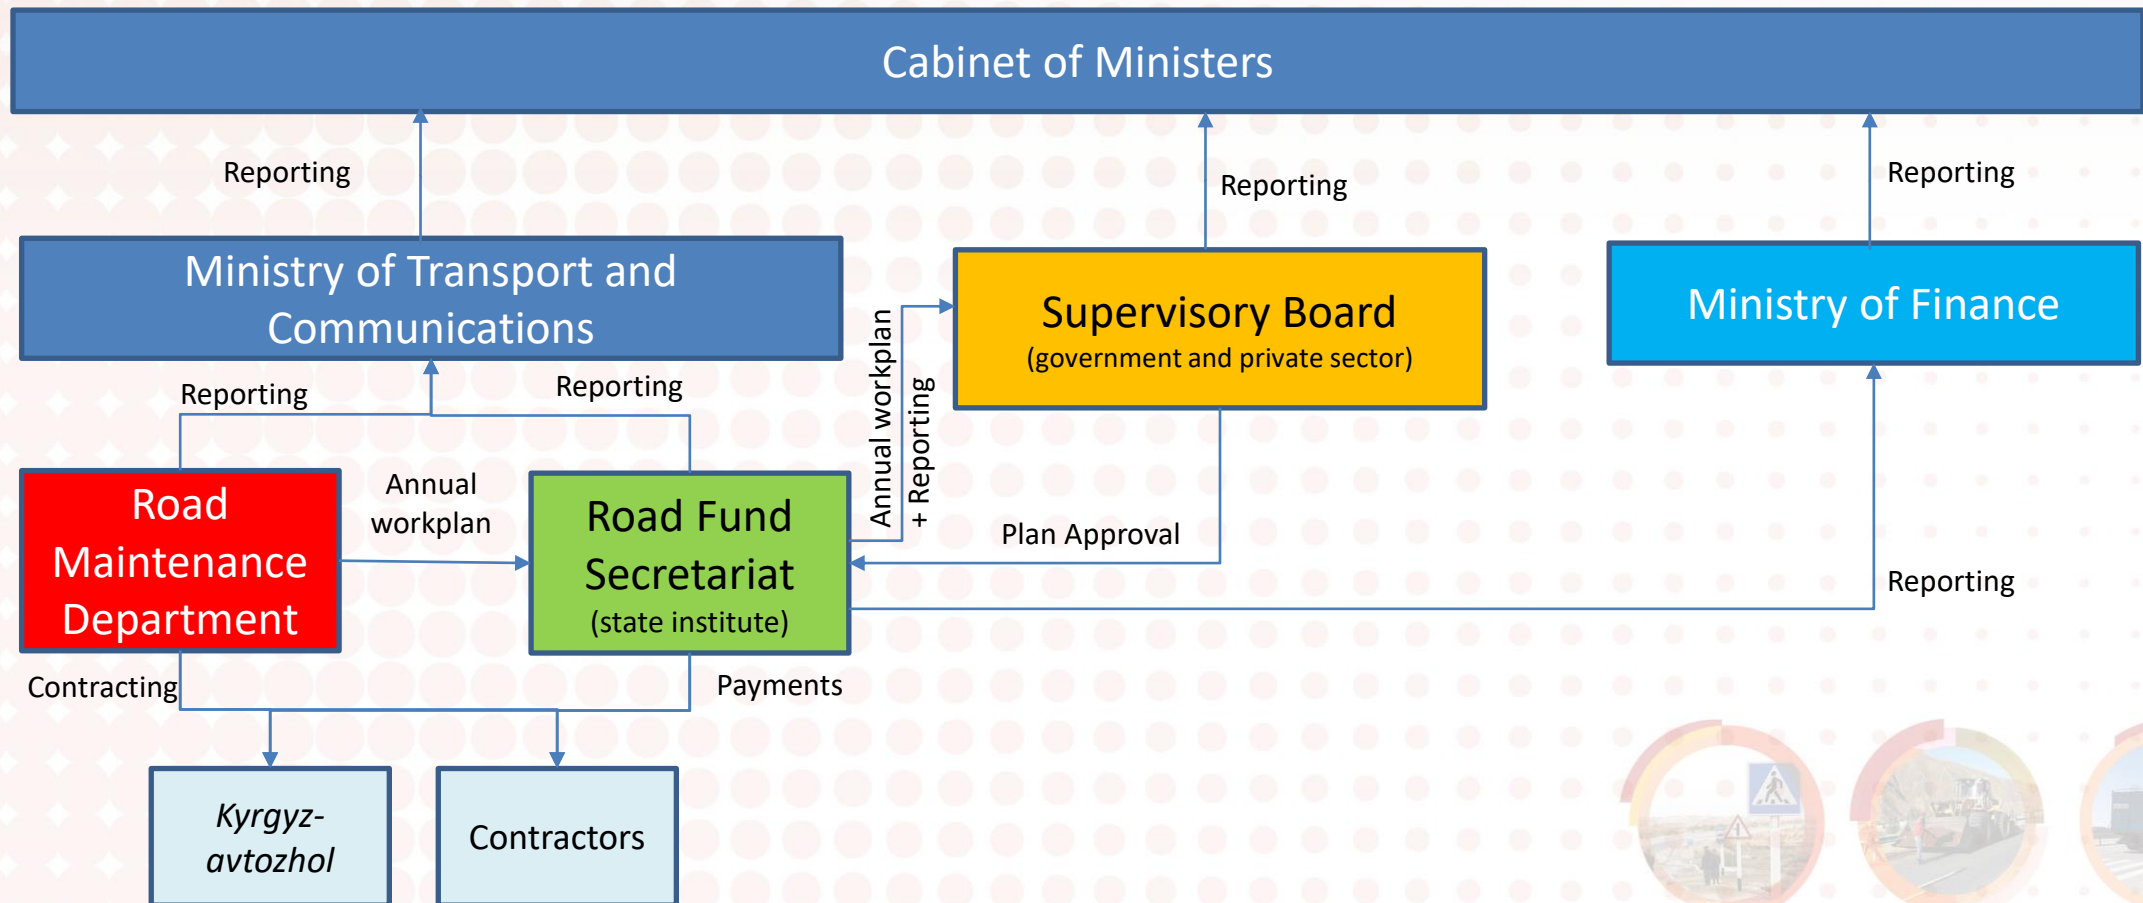 Cabinet of Ministers
Reporting
Reporting
Reporting
Ministry of Transport and
Communications
Supervisory Board
(government and private sector)
Ministry of Finance
Reporting
Reporting
Annual workplan
+ Reporting
Road
Maintenance
Department
Annual
workplan
Road Fund
Secretariat
(state institute)
Plan Approval
Reporting
Contracting
Payments
Kyrgyz-
avtozhol
Contractors